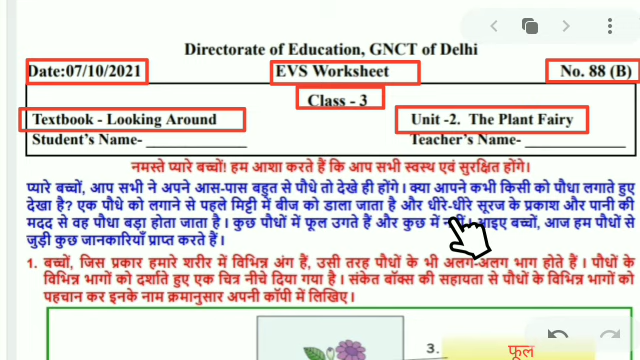 Directorate of Education, GNCT of Delhi
Date:07/10/2021 EVS Worksheet No. 88 (B)
Class - 3
Textbook - Looking Around Unit -2. The Plant Fairy
Student's Name- ______________ Teacher's Name- ______________
नमस्ते प्यारे बच्चों! हम आशा करते हैं कि आप सभी स्वस्थ एवं सुरक्षित होंगे।
प्यारे बच्चों, आप सभी ने अपने आस-पास बहुत से पौधे तो देखे ही होंगे। क्या आपने कभी किसी को पौधा लगाते हुए
देखा है? एक पौधे को लगाने से पहले मिट्टी में बीज को डाला जाता है और धीरे-धीरे सूरज के प्रकाश और पानी की
मदद से वह पौधा बड़ा होता जाता है। कुछ पौधों में फूल उगते हैं और कुछ में आइए बच्चों, आज हम पौधों से
जुड़ी कुछ जानकारियाँ प्राप्त करते हैं।
1. बच्चों, जिस प्रकार हमारे शरीर में विभिन्न अंग हैं, उसी तरह पौधों के भी अलग-अलग भाग होते हैं। पौधों के
विभिन्न भागों को दर्शाते हुए एक चित्र नीचे दिया गया है। संकेत बॉक्स की सहायता से पौधों के विभिन्न भागों को
पहचान कर इनके नाम क्रमानुसार अपनी कॉपी में लिखिए।
3. फूल